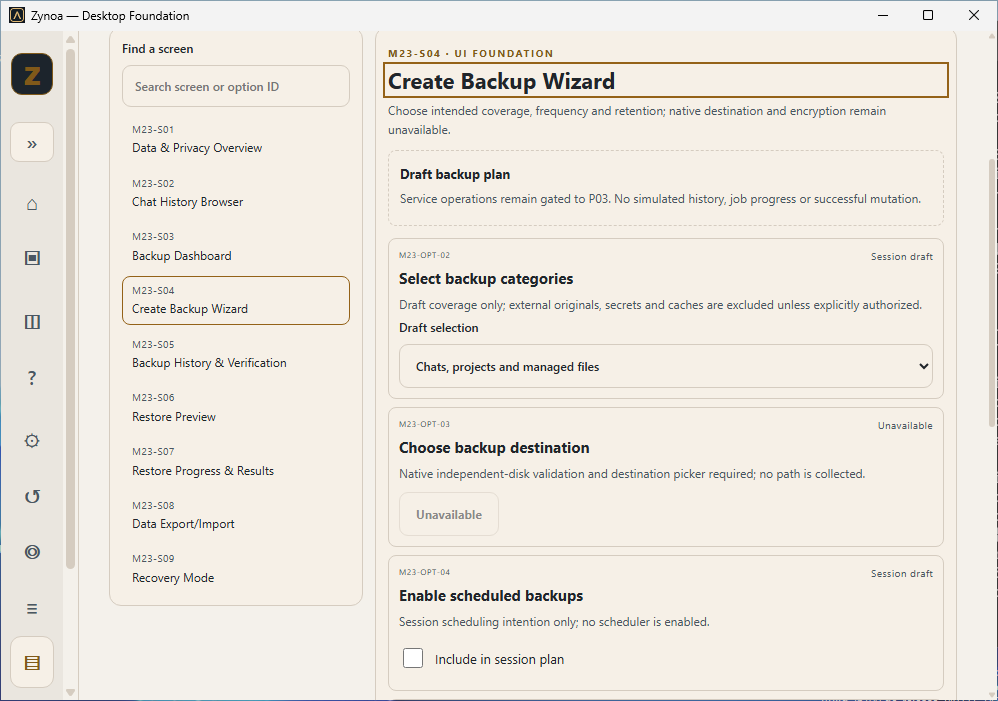 Zynoa — Desktop Foundation
Z
»
?
Find a screen
Search screen or option ID
M23-S01
Data & Privacy Overview
M23-S02
Chat History Browser
M23-S03
Backup Dashboard
M23-S04
Create Backup Wizard
M23-S05
Backup History & Verification
M23-S06
Restore Preview
M23-S07
Restore Progress & Results
M23-S08
Data Export/Import
M23-S09
Recovery Mode
M23-S04 · UI FOUNDATION
Create Backup Wizard
Choose intended coverage, frequency and retention; native destination and encryption remain
unavailable.
Draft backup plan
Service operations remain gated to P03. No simulated history, job progress or successful mutation.
M23-OPT-02
Session draft
Select backup categories
Draft coverage only; external originals, secrets and caches are excluded unless explicitly authorized.
Draft selection
Chats, projects and managed files
M23-OPT-03
Unavailable
Choose backup destination
Native independent-disk validation and destination picker required; no path is collected.
Unavailable
M23-OPT-04
Session draft
Enable scheduled backups
Session scheduling intention only; no scheduler is enabled.
Include in session plan